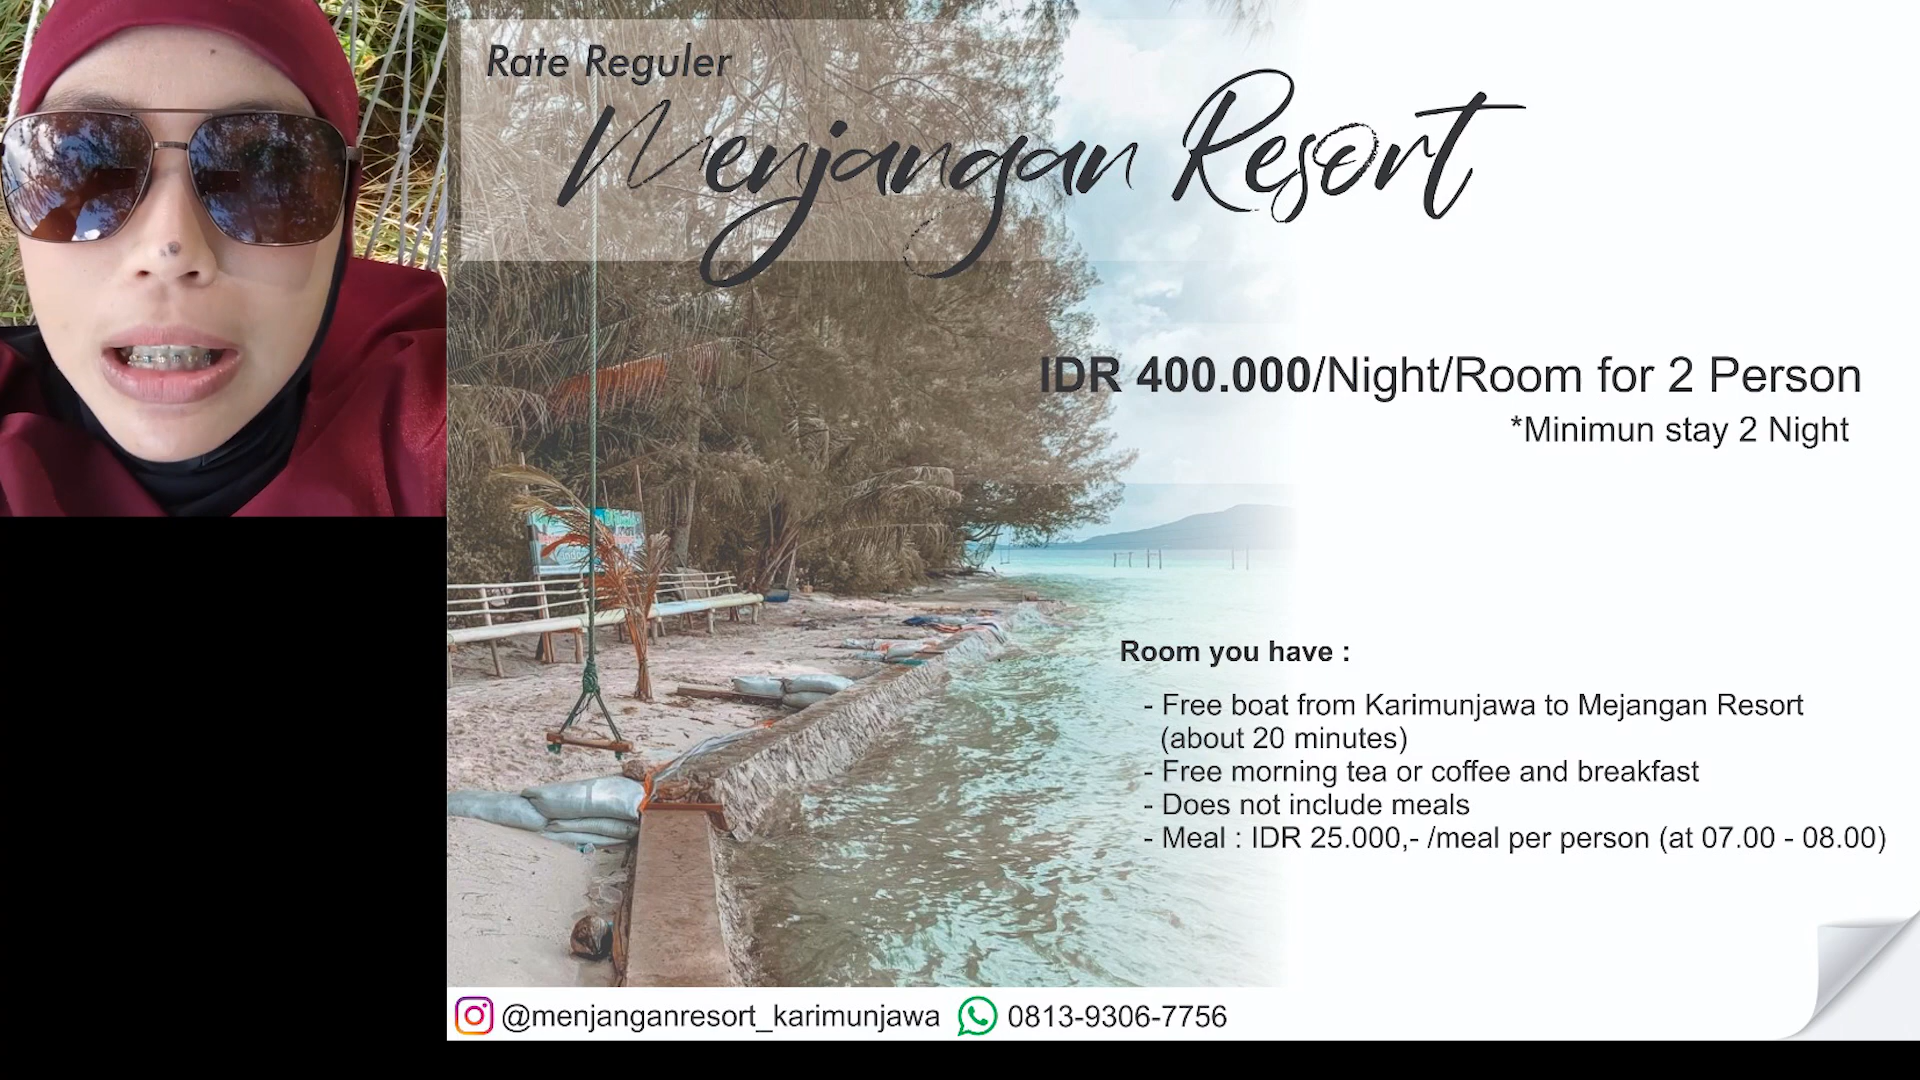 Rate Reguler
Menjangan Resort
IDR 400.000/Night/Room for 2 Person
*Minimun stay 2 Night
Room you have :
- Free boat from Karimunjawa to Mejangan Resort
(about 20 minutes)
- Free morning tea or coffee and breakfast
- Does not include meals
- Meal : IDR 25.000,- /meal per person (at 07.00 - 08.00)
@menjanganresort_karimunjawa 0813-9306-7756